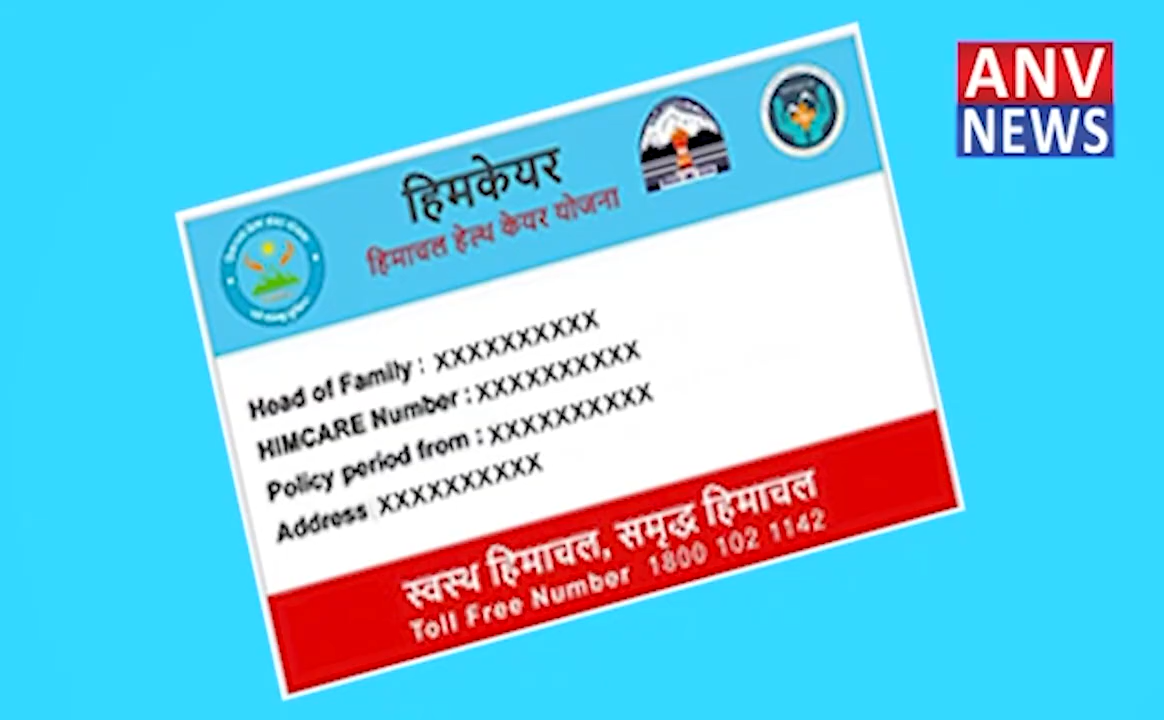 ANV
NEWS
हिमकेयर
हिमाचल हेल्थ केयर योजना
Head of Family : XXXXXXXXXX
HIMCARE Number : XXXXXXXXXX
Policy period from : XXXXXXXXXX
Address XXXXXXXXXX
स्वस्थ हिमाचल, समृद्ध हिमाचल
Toll Free Number 1800 102 1142